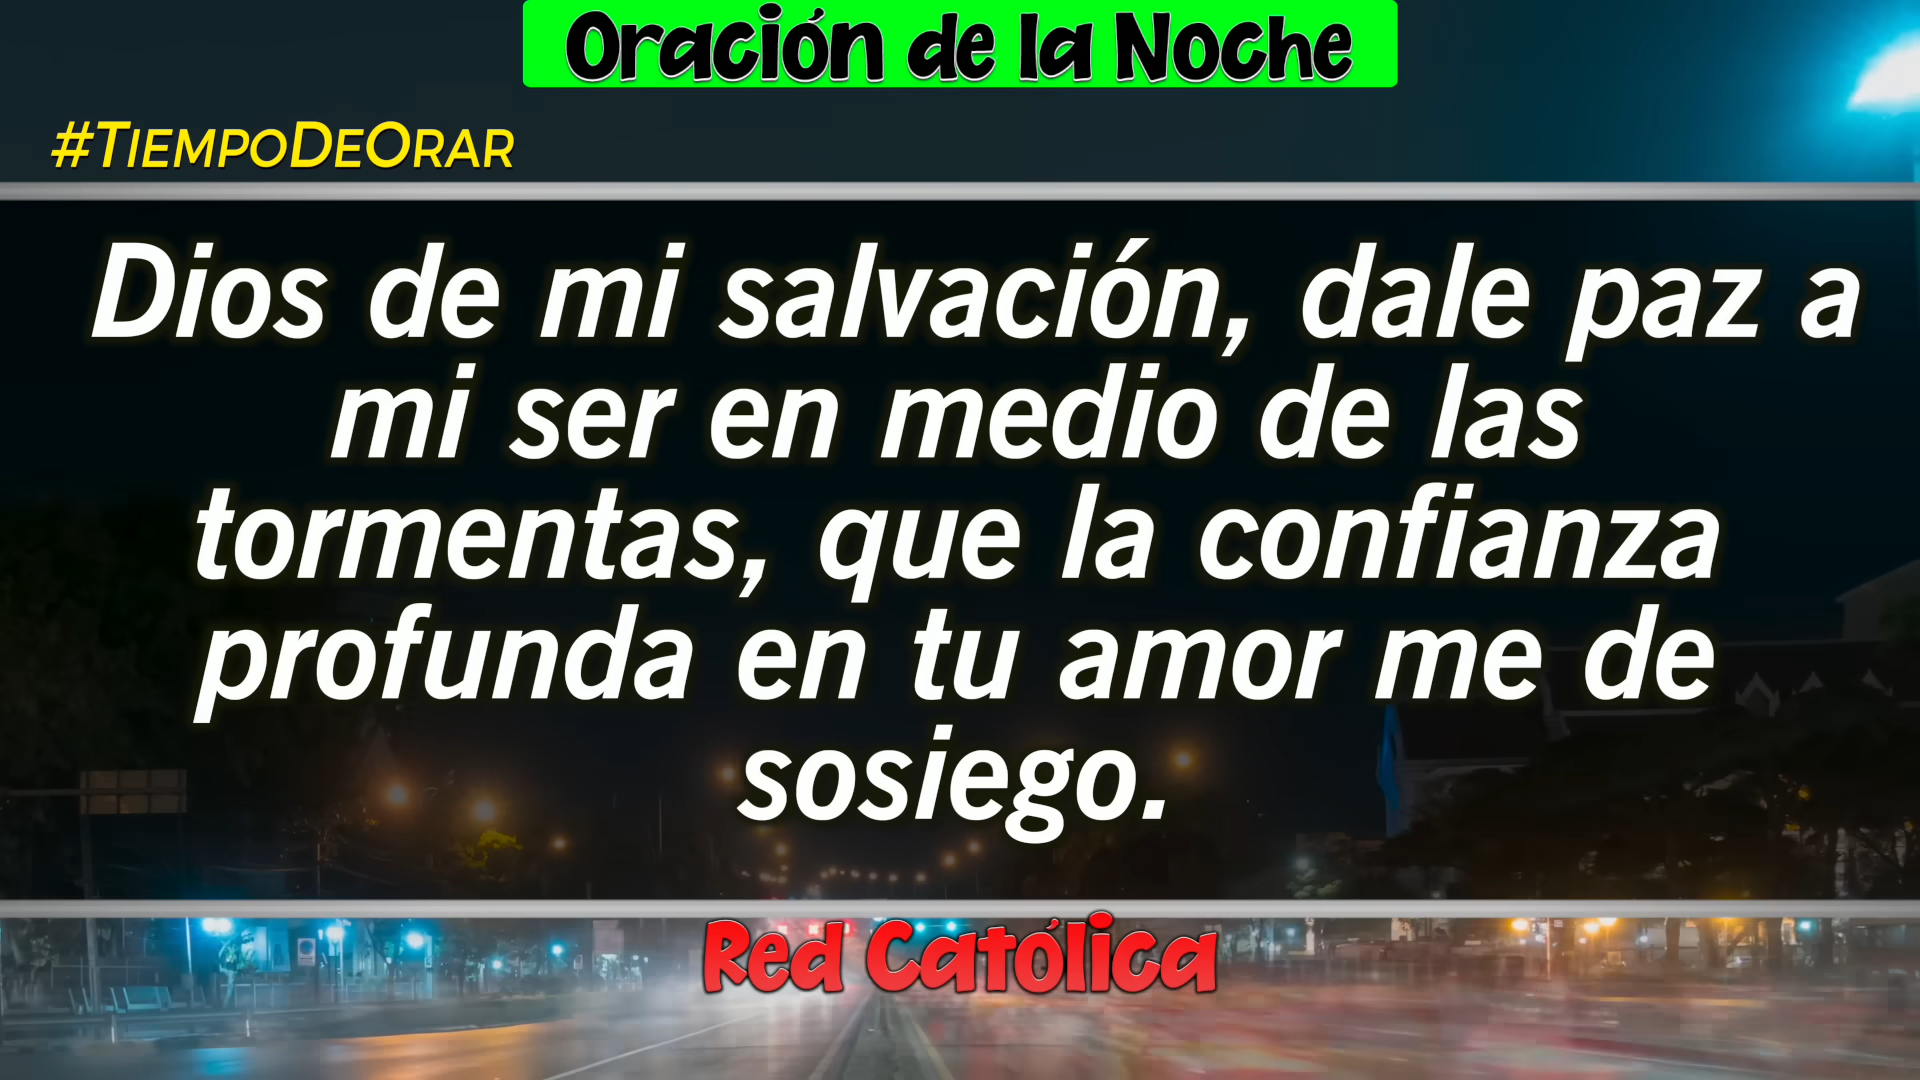 Oración de la Noche
#TiempoDeOrar
Dios de mi salvación, dale paz a
mi ser en medio de las
tormentas, que la confianza
profunda en tu amor me de
sosiego.
Red Católica